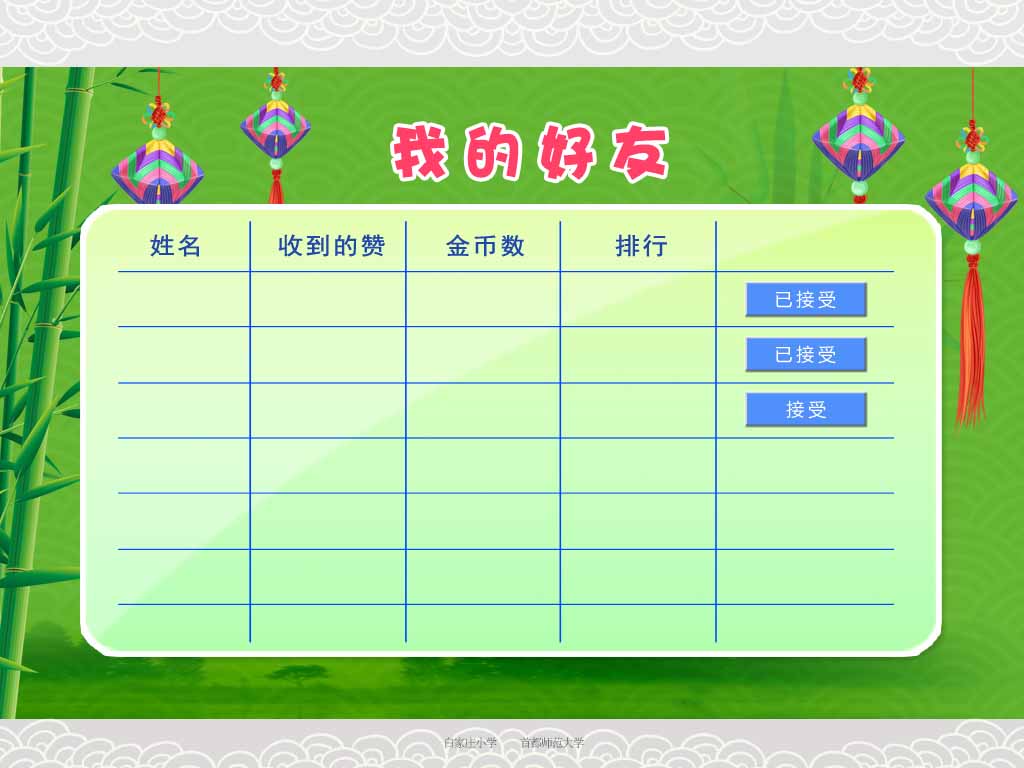 我的好友
姓名 收到的赞 金币数 排行
已接受
已接受
接受
白家庄小学 首都师范大学